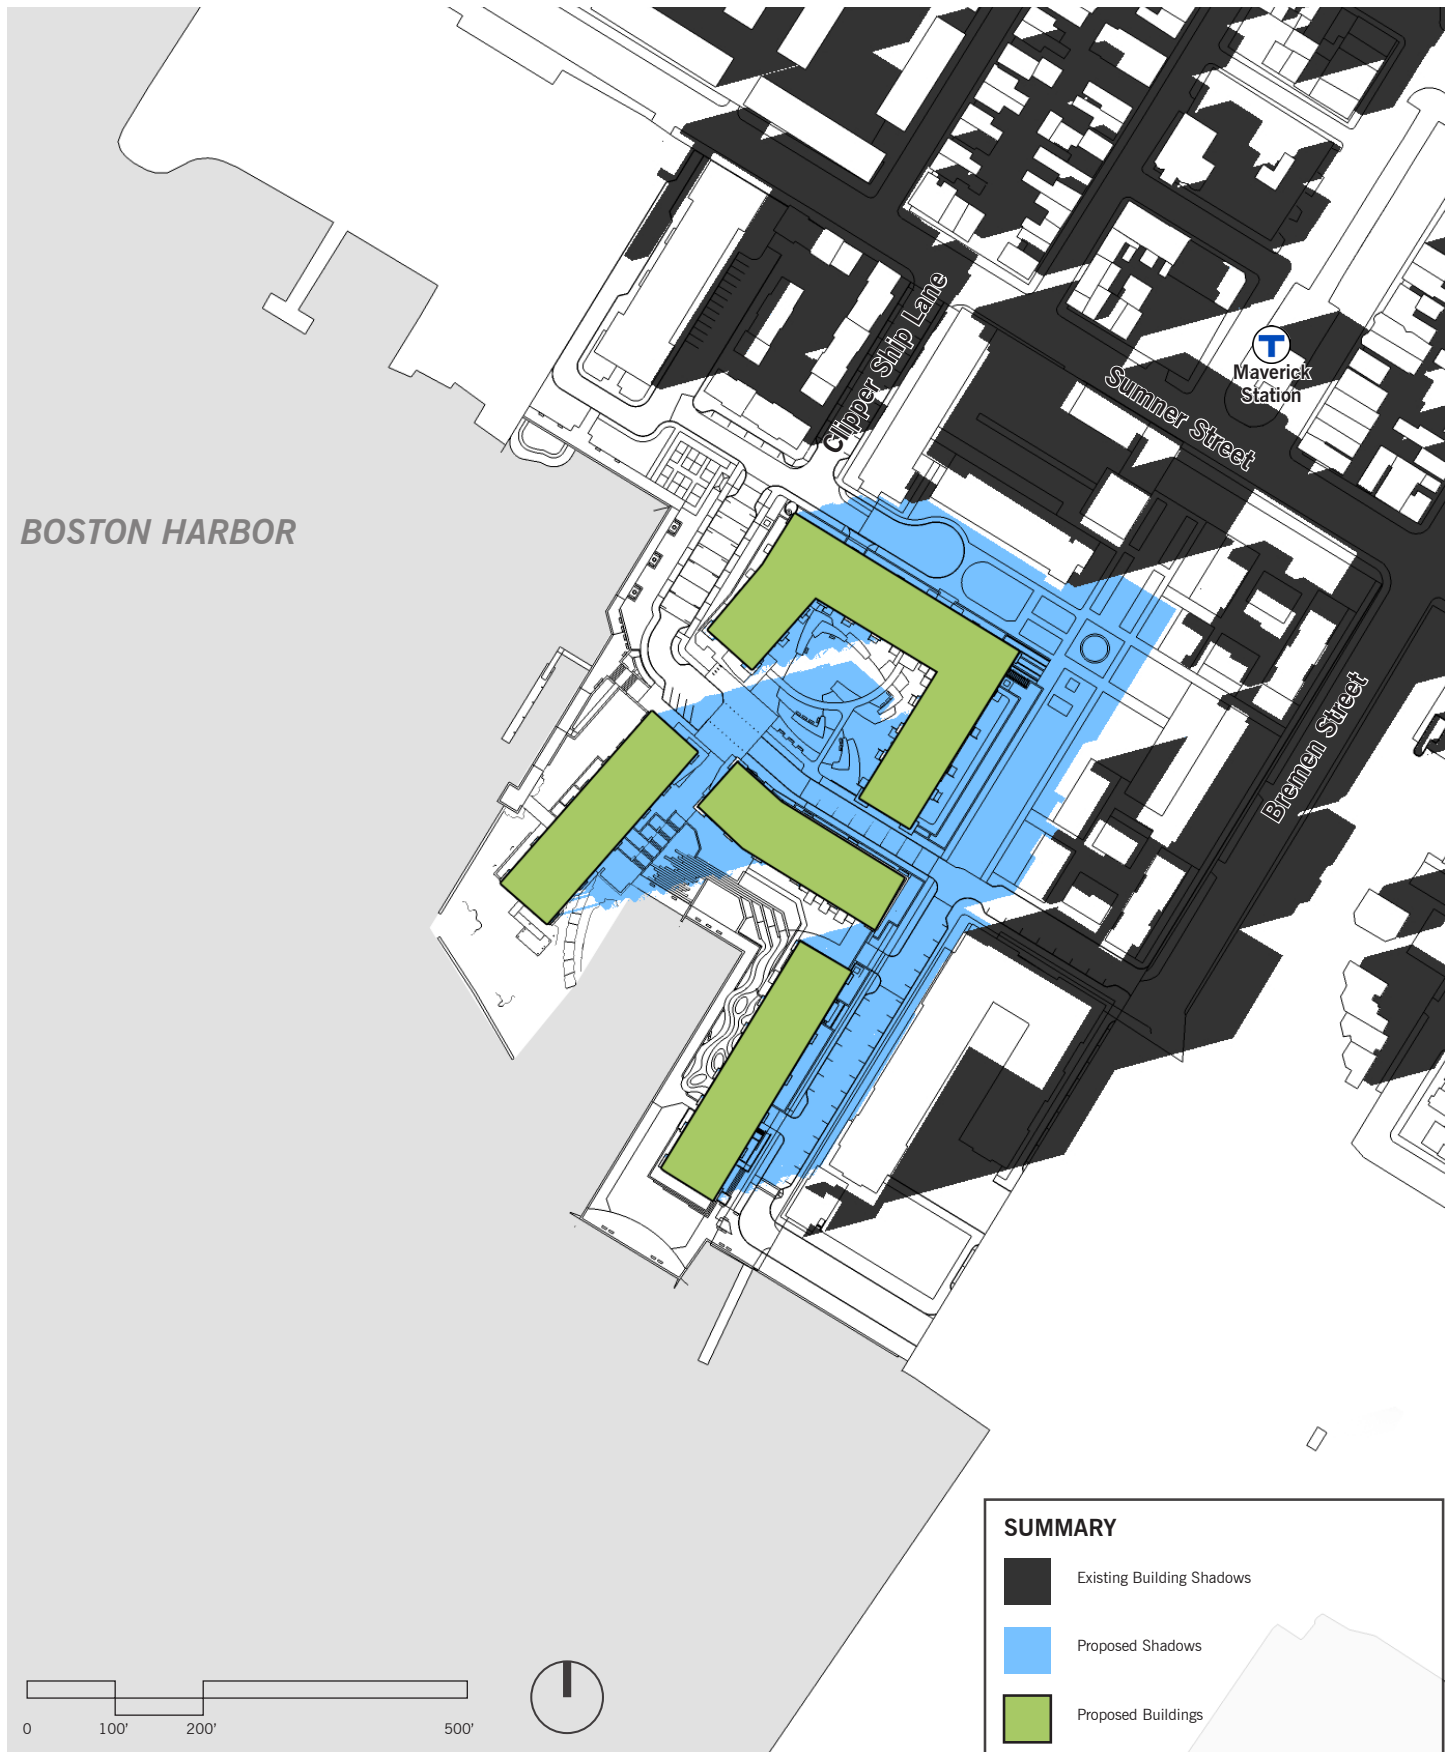 Clipper Ship Lane
T
Maverick
Station
Sumner Street
BOSTON HARBOR
Bremen Street
SUMMARY
Existing Building Shadows
Proposed Shadows
Proposed Buildings
0 100' 200' 500'